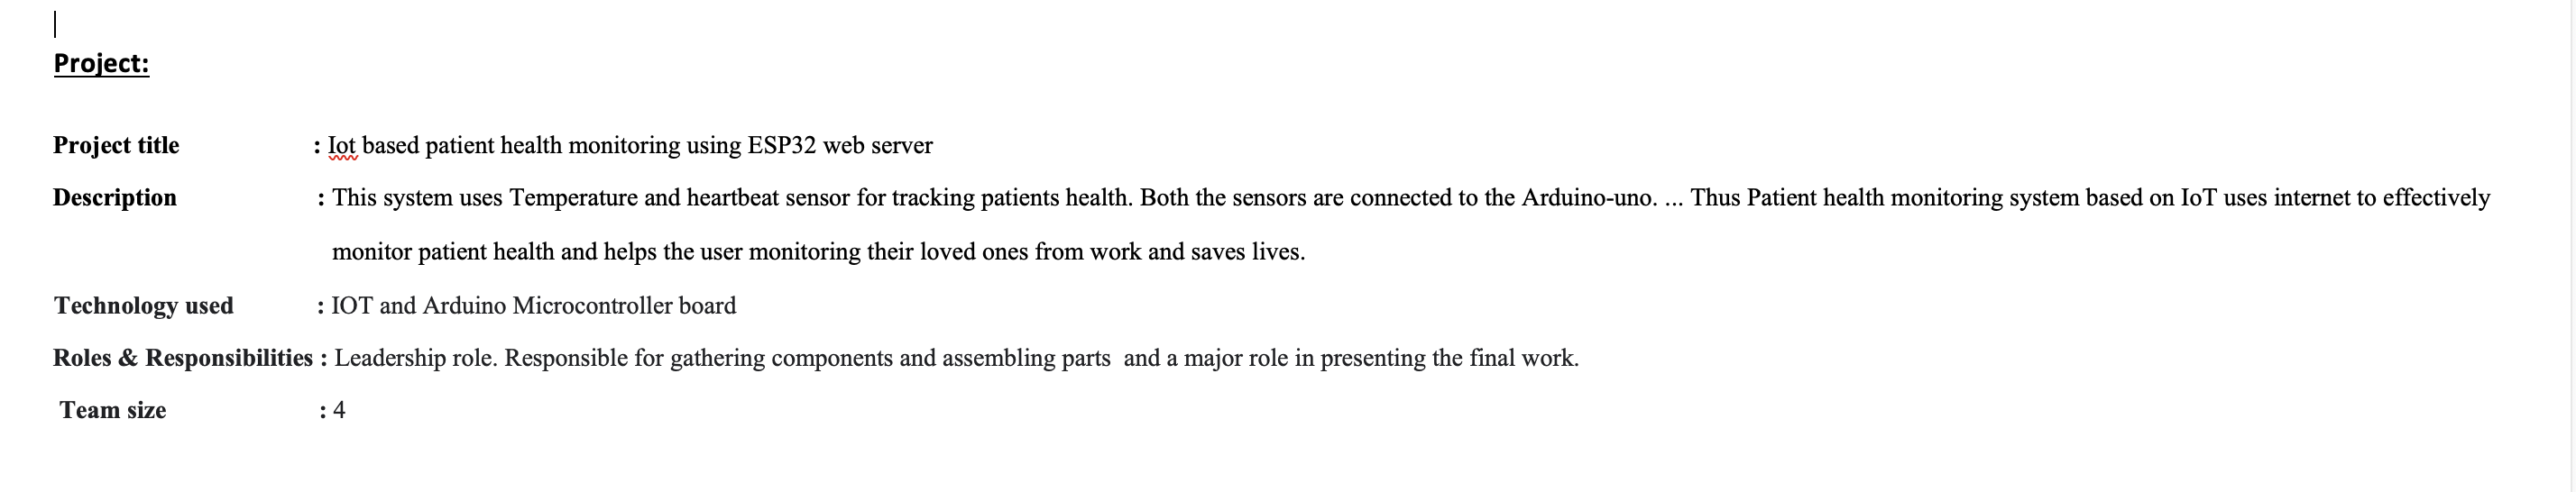 Project:
Project title : Iot based patient health monitoring using ESP32 web server
Description : This system uses Temperature and heartbeat sensor for tracking patients health. Both the sensors are connected to the Arduino-uno. ... Thus Patient health monitoring system based on IoT uses internet to effectively
monitor patient health and helps the user monitoring their loved ones from work and saves lives.
Technology used : IOT and Arduino Microcontroller board
Roles & Responsibilities : Leadership role. Responsible for gathering components and assembling parts  and a major role in presenting the final work.
Team size : 4